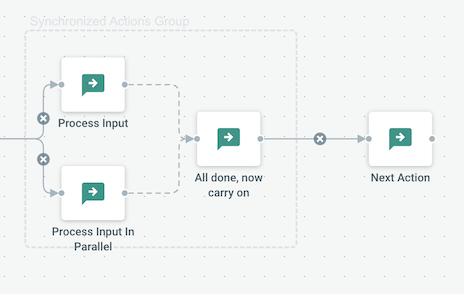 Synchronized Actions Group
Process Input
All done, now
carry on
Next Action
Process Input In
Parallel